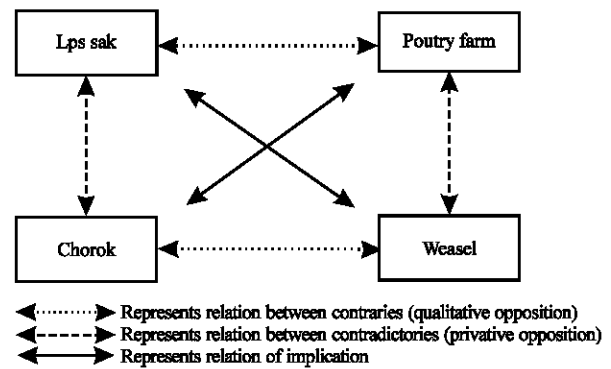 Lps sak
Poutry farm
Chorok
Weasel
Represents relation between contraries (qualitative opposition)
Represents relation between contradictories (privative opposition)
Represents relation of implication